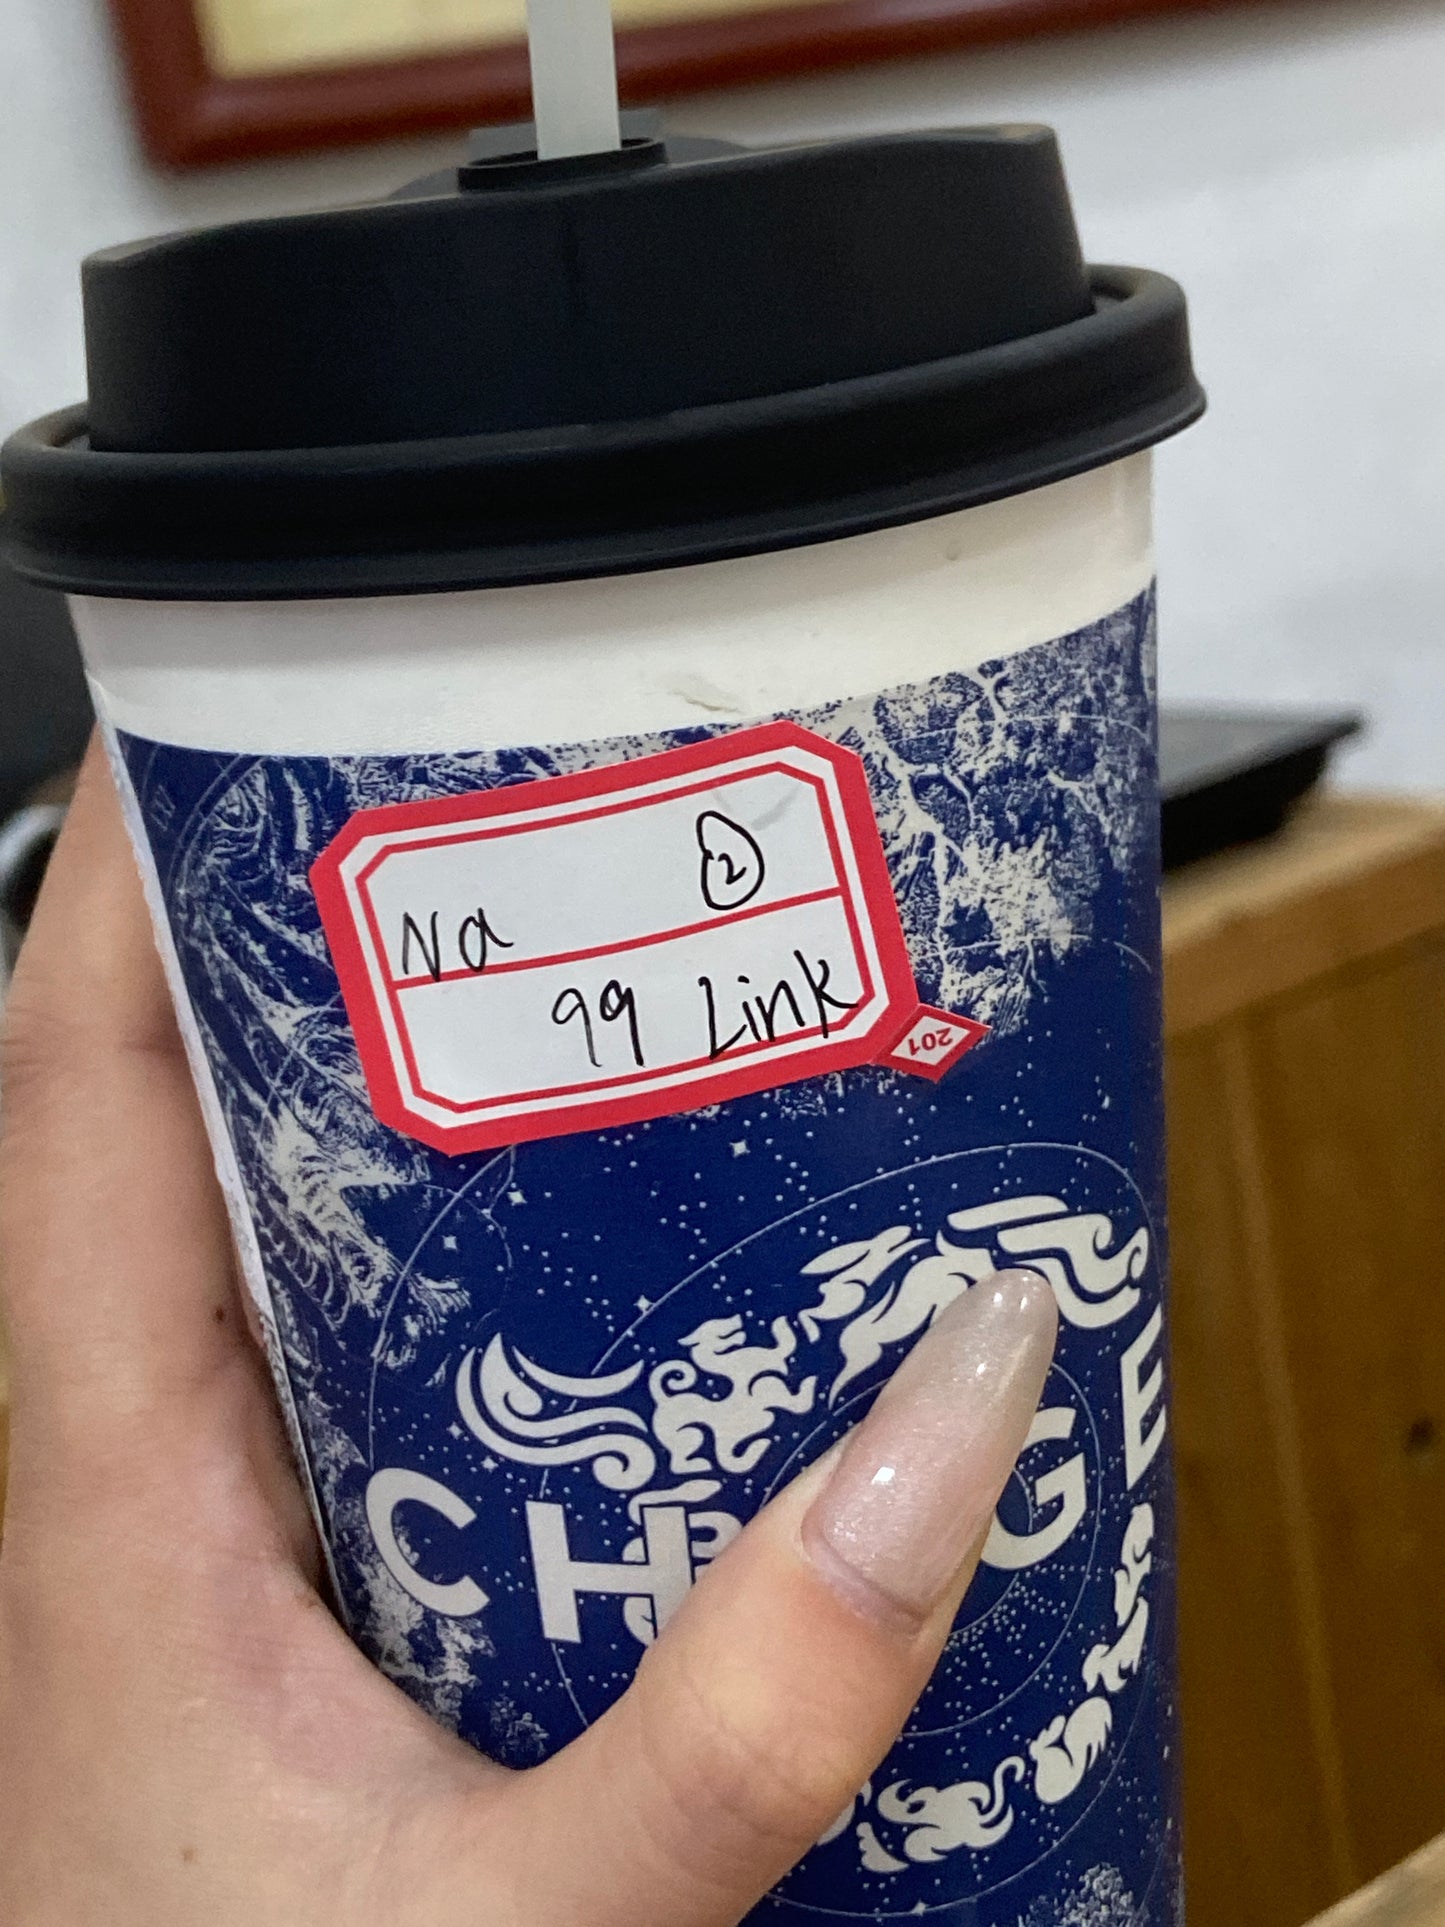 Na ②
99 Link
201
CH GE